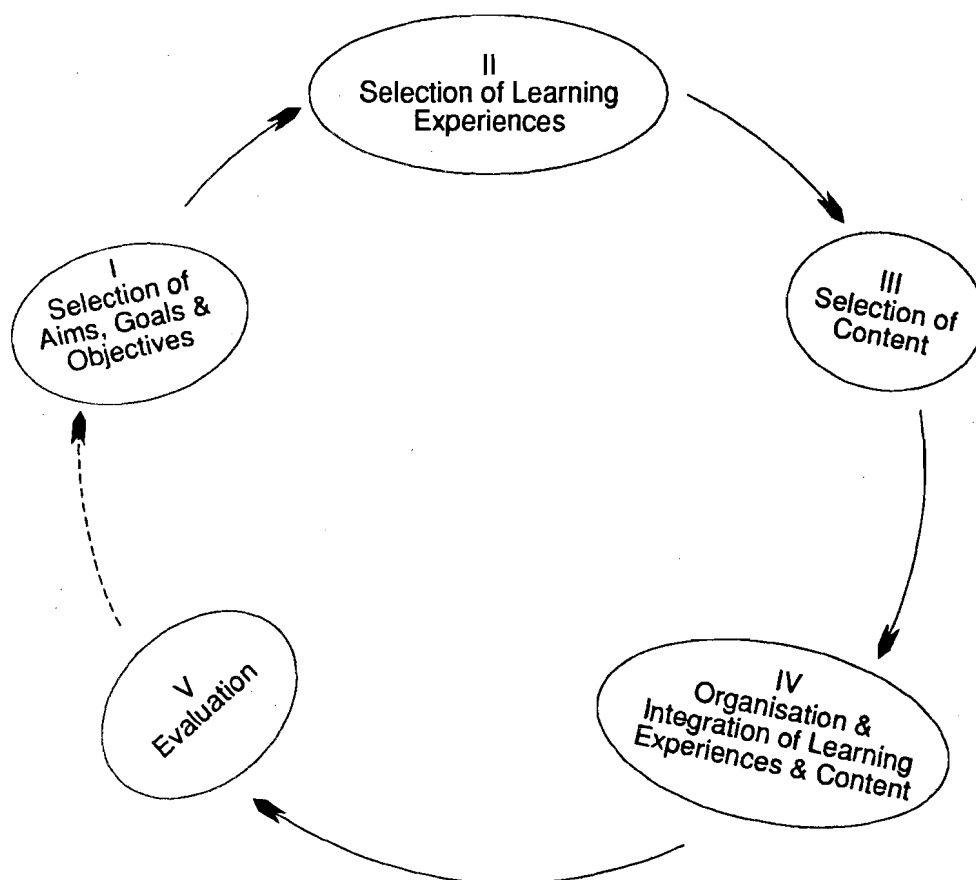 I
Selection of
Aims, Goals &
Objectives
II
Selection of Learning
Experiences
III
Selection of
Content
IV
Organisation &
Integration of Learning
Experiences & Content
V
Evaluation